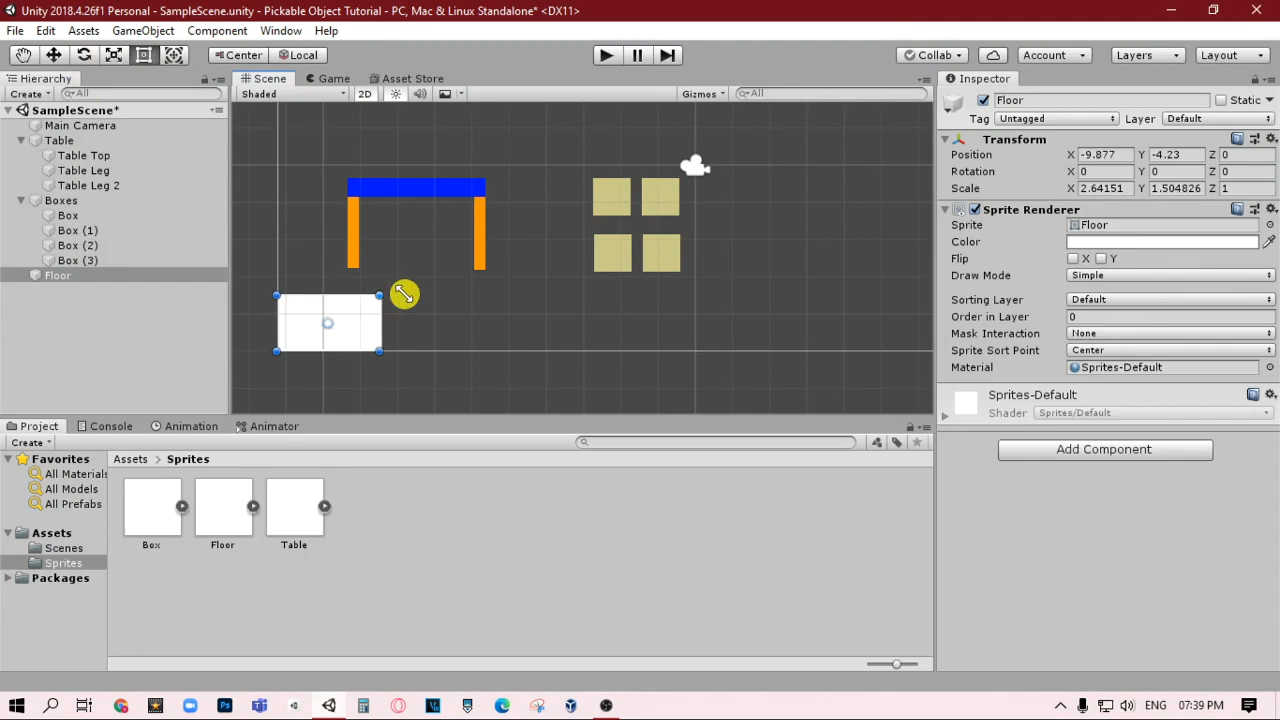 Unity 2018.4.26f1 Personal - SampleScene.unity - Pickable Object Tutorial - PC, Mac & Linux Standalone* <DX11>
File Edit Assets GameObject Component Window Help
Center Local Collab Account Layers Layout
Hierarchy Scene Game Asset Store Inspector
Create All Shaded 2D Gizmos All Floor Static
SampleScene* Tag Untagged Layer Default
Main Camera
Table
Table Top
Table Leg
Table Leg 2
Boxes
Box
Box (1)
Box (2)
Box (3)
Floor
Transform
Position X -9.877 Y -4.23 Z 0
Rotation X 0 Y 0 Z 0
Scale X 2.64151 Y 1.504826 Z 1
Sprite Renderer
Sprite Floor
Color
Flip X Y
Draw Mode Simple
Sorting Layer Default
Order in Layer 0
Mask Interaction None
Sprite Sort Point Center
Material Sprites-Default
Sprites-Default
Shader Sprites/Default
Add Component
Project Console Animation Animator
Create
Favorites
All Materials
All Models
All Prefabs
Assets
Scenes
Sprites
Packages
Assets Sprites
Box Floor Table
ENG 07:39 PM